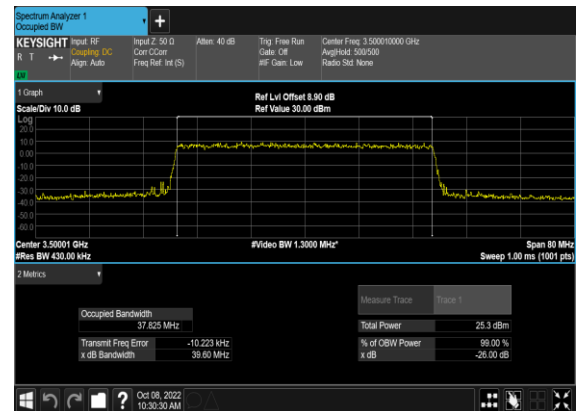 Spectrum Analyzer 1
Occupied BW
+
KEYSIGHT Input: RF Input Z: 50 Ω Atten: 40 dB Trig: Free Run Center Freq: 3.500010000 GHz
R T Coupling: DC Corr CCorr Gate: Off Avg|Hold: 500/500
Align: Auto Freq Ref: Int (S) #IF Gain: Low Radio Std: None
1 Graph
Ref Lvl Offset 8.90 dB
Scale/Div 10.0 dB Ref Value 30.00 dBm
Log
20.0
10.0
0.00
-10.0
-20.0
-30.0
-40.0
-50.0
-60.0
Center 3.50001 GHz #Video BW 1.3000 MHz* Span 80 MHz
#Res BW 430.00 kHz Sweep 1.00 ms (1001 pts)
2 Metrics
Measure Trace Trace 1
Occupied Bandwidth
37.825 MHz Total Power 25.3 dBm
Transmit Freq Error -10.223 kHz % of OBW Power 99.00 %
x dB Bandwidth 39.60 MHz x dB -26.00 dB
? Oct 08, 2022
10:30:30 AM